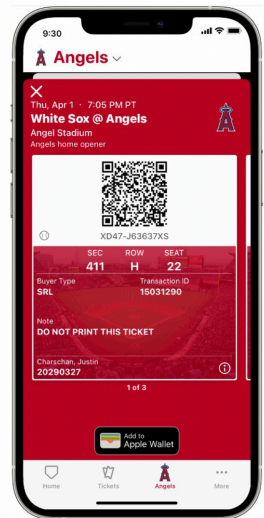 9:30
Angels
Thu, Apr 1 · 7:05 PM PT
White Sox @ Angels
Angel Stadium
Angels home opener
XD47-J63637XS
SEC ROW SEAT
411 H 22
Buyer Type Transaction ID
SRL 15031290
Note
DO NOT PRINT THIS TICKET
Charschan, Justin
20290327
1 of 3
Add to
Apple Wallet
Home Tickets Angels More